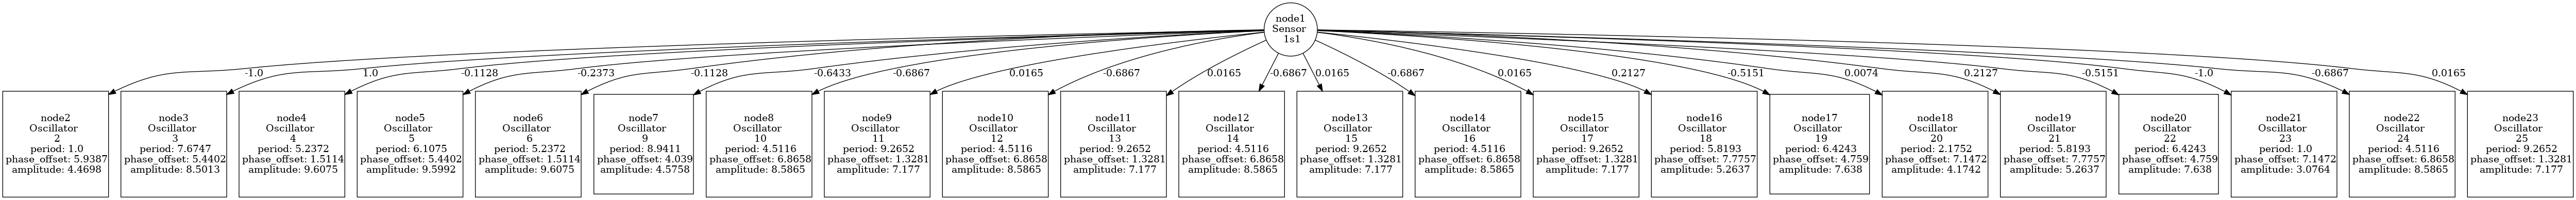 node1
Sensor
1s1
-1.0
1.0
-0.1128
-0.2373
-0.1128
-0.6433
-0.6867
0.0165
-0.6867
0.0165
-0.6867
0.0165
-0.6867
0.0165
0.2127
-0.5151
0.0074
0.2127
-0.5151
-1.0
-0.6867
0.0165
node2
Oscillator
2
period: 1.0
phase_offset: 5.9387
amplitude: 4.4698
node3
Oscillator
3
period: 7.6747
phase_offset: 5.4402
amplitude: 8.5013
node4
Oscillator
4
period: 5.2372
phase_offset: 1.5114
amplitude: 9.6075
node5
Oscillator
5
period: 6.1075
phase_offset: 5.4402
amplitude: 9.5992
node6
Oscillator
6
period: 5.2372
phase_offset: 1.5114
amplitude: 9.6075
node7
Oscillator
9
period: 8.9411
phase_offset: 4.039
amplitude: 4.5758
node8
Oscillator
10
period: 4.5116
phase_offset: 6.8658
amplitude: 8.5865
node9
Oscillator
11
period: 9.2652
phase_offset: 1.3281
amplitude: 7.177
node10
Oscillator
12
period: 4.5116
phase_offset: 6.8658
amplitude: 8.5865
node11
Oscillator
13
period: 9.2652
phase_offset: 1.3281
amplitude: 7.177
node12
Oscillator
14
period: 4.5116
phase_offset: 6.8658
amplitude: 8.5865
node13
Oscillator
15
period: 9.2652
phase_offset: 1.3281
amplitude: 7.177
node14
Oscillator
16
period: 4.5116
phase_offset: 6.8658
amplitude: 8.5865
node15
Oscillator
17
period: 9.2652
phase_offset: 1.3281
amplitude: 7.177
node16
Oscillator
18
period: 5.8193
phase_offset: 7.7757
amplitude: 5.2637
node17
Oscillator
19
period: 6.4243
phase_offset: 4.759
amplitude: 7.638
node18
Oscillator
20
period: 2.1752
phase_offset: 7.1472
amplitude: 4.1742
node19
Oscillator
21
period: 5.8193
phase_offset: 7.7757
amplitude: 5.2637
node20
Oscillator
22
period: 6.4243
phase_offset: 4.759
amplitude: 7.638
node21
Oscillator
23
period: 1.0
phase_offset: 7.1472
amplitude: 3.0764
node22
Oscillator
24
period: 4.5116
phase_offset: 6.8658
amplitude: 8.5865
node23
Oscillator
25
period: 9.2652
phase_offset: 1.3281
amplitude: 7.177